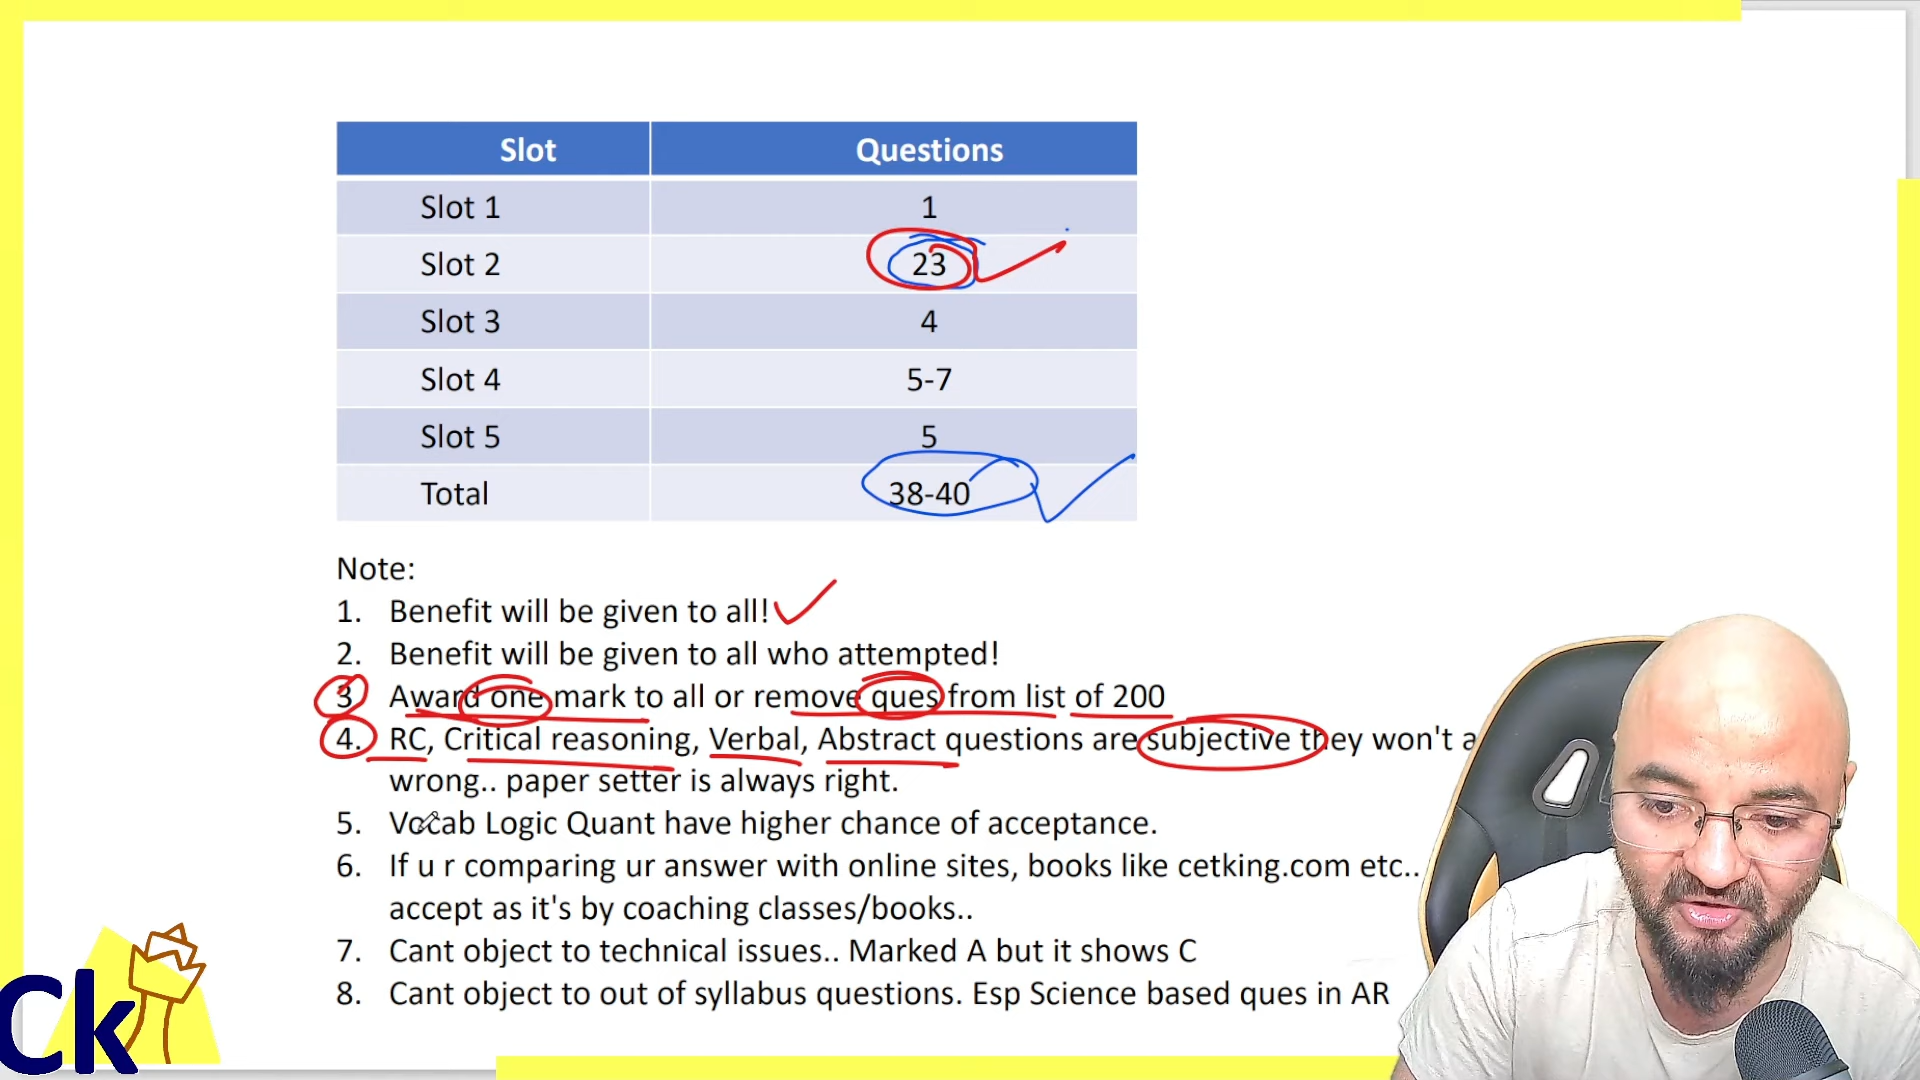 Slot Questions
Slot 1 1
Slot 2 23
Slot 3 4
Slot 4 5-7
Slot 5 5
Total 38-40
Note:
1. Benefit will be given to all!
2. Benefit will be given to all who attempted!
3. Award one mark to all or remove ques from list of 200
4. RC, Critical reasoning, Verbal, Abstract questions are subjective they won't
wrong.. paper setter is always right.
5. Vocab Logic Quant have higher chance of acceptance.
6. If u r comparing ur answer with online sites, books like cetking.com etc..
accept as it's by coaching classes/books..
7. Cant object to technical issues.. Marked A but it shows C
8. Cant object to out of syllabus questions. Esp Science based ques in AR
Ck